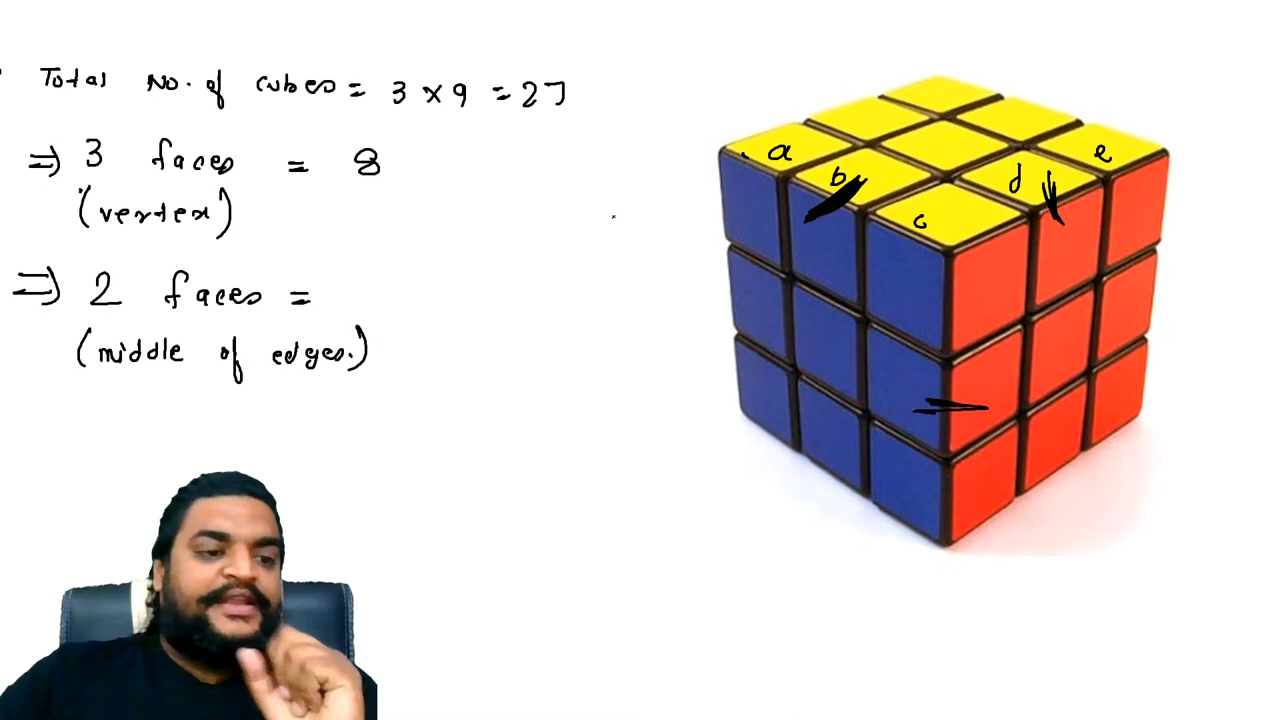 Total No. of cubes = 3 × 9 = 27
⇒ 3 faces = 8
(vertex)
⇒ 2 faces =
(middle of edges.)
a
b
c
d
e